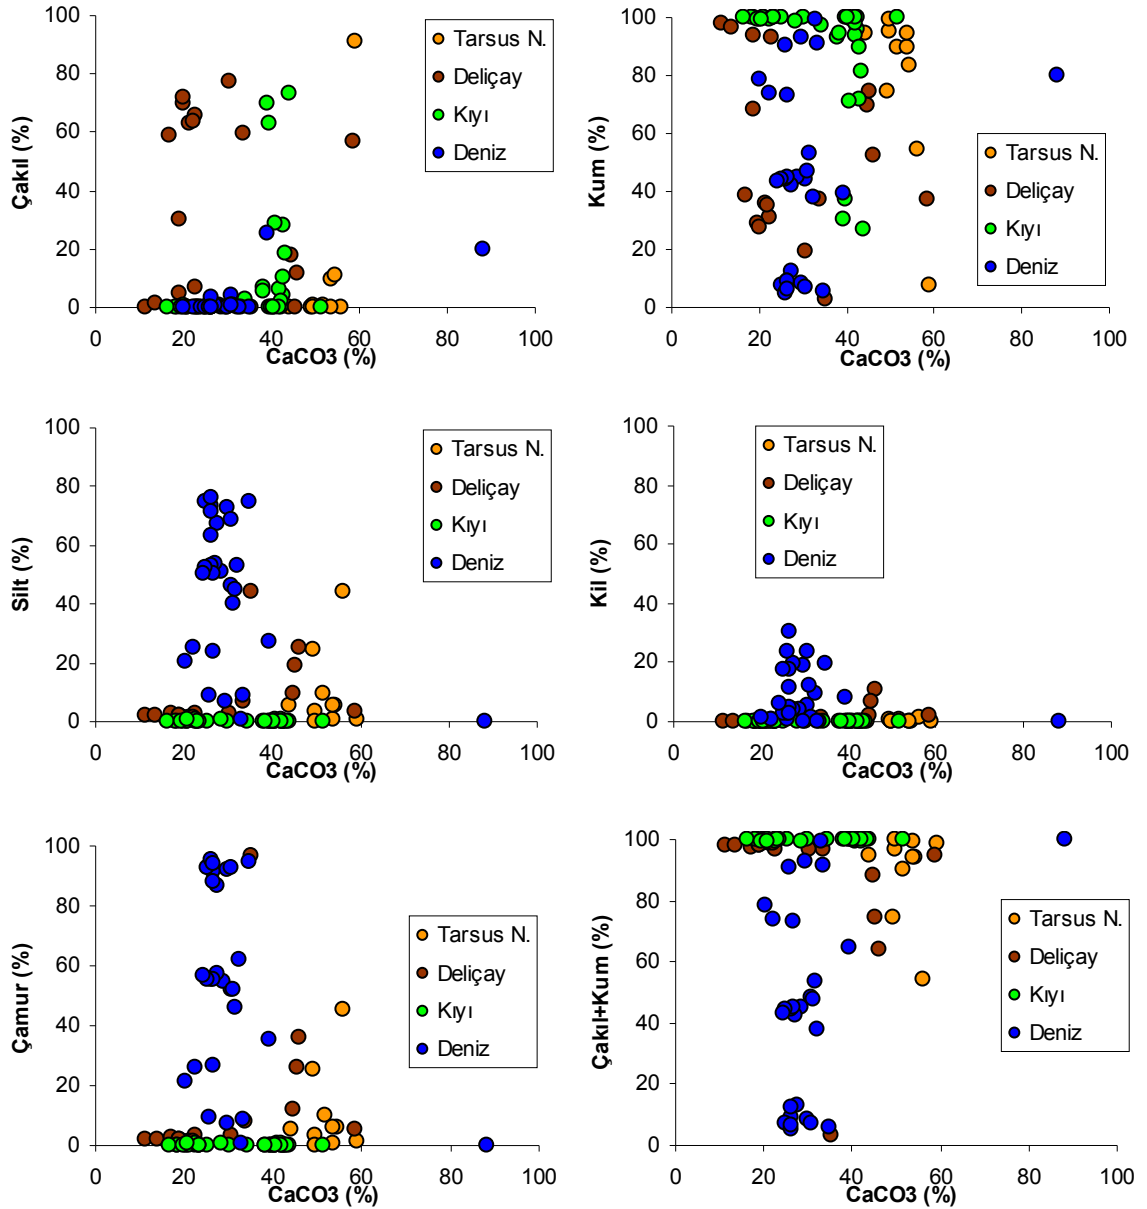 100
80
60
40
20
0
Çakıl (%)
0 20 40 60 80 100
CaCO3 (%)
Tarsus N.
Deliçay
Kıyı
Deniz
100
80
60
40
20
0
Kum (%)
0 20 40 60 80 100
CaCO3 (%)
Tarsus N.
Deliçay
Kıyı
Deniz
100
80
60
40
20
0
Silt (%)
0 20 40 60 80 100
CaCO3 (%)
Tarsus N.
Deliçay
Kıyı
Deniz
100
80
60
40
20
0
Kil (%)
0 20 40 60 80 100
CaCO3 (%)
Tarsus N.
Deliçay
Kıyı
Deniz
100
80
60
40
20
0
Çamur (%)
0 20 40 60 80 100
CaCO3 (%)
Tarsus N.
Deliçay
Kıyı
Deniz
100
80
60
40
20
0
Çakıl+Kum (%)
0 20 40 60 80 100
CaCO3 (%)
Tarsus N.
Deliçay
Kıyı
Deniz